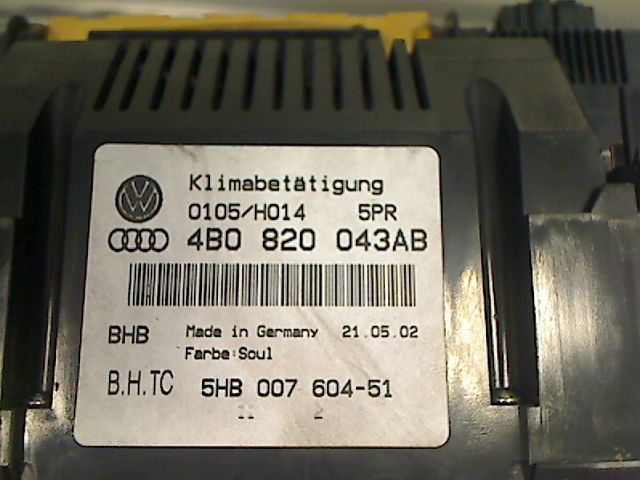 Klimabetätigung
0105/H014 5PR
4B0 820 043AB
BHB Made in Germany 21.05.02
Farbe:Soul
B.H.TC 5HB 007 604-51